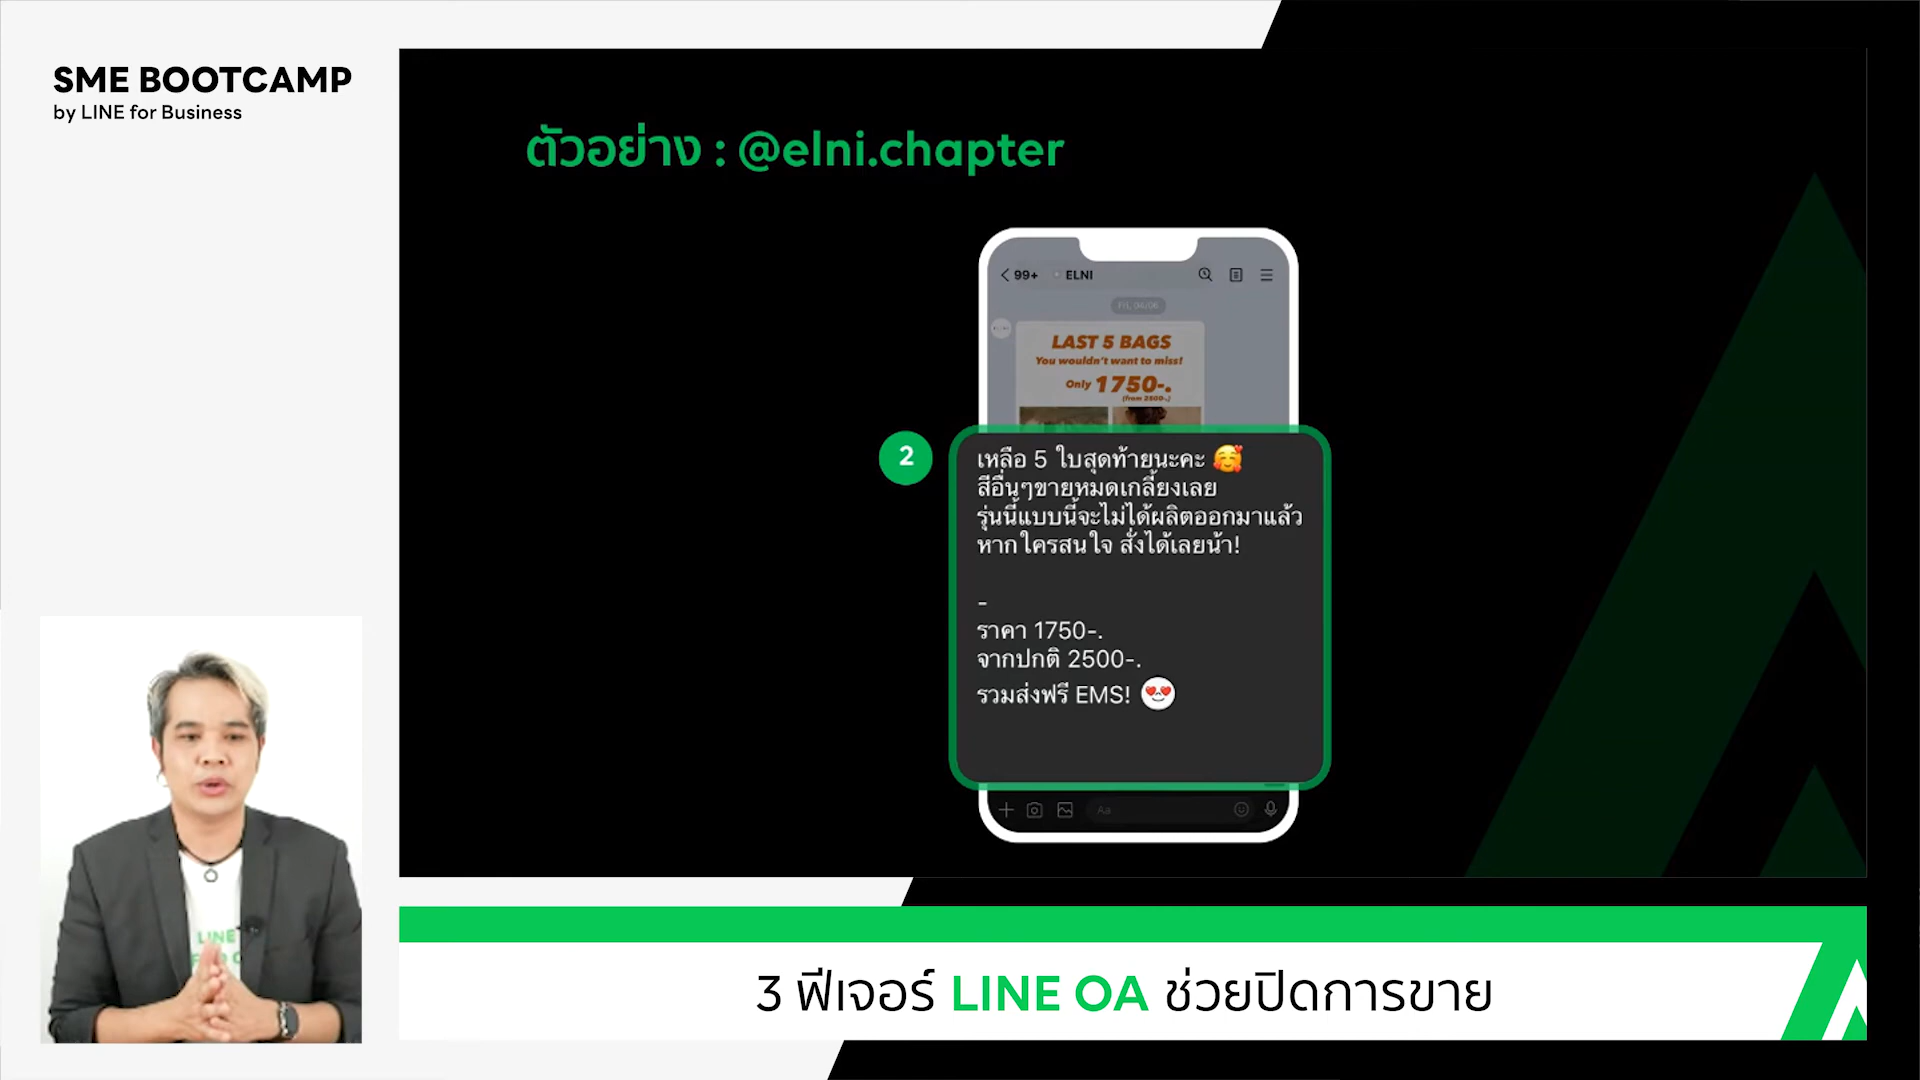 SME BOOTCAMP
by LINE for Business
ตัวอย่าง : @elni.chapter
99+ ELNI
LAST 5 BAGS
You wouldn't want to miss!
Only 1750-.
(from 2500-.)
2
เหลือ 5 ใบสุดท้ายนะคะ 🥰
สีอื่นๆขายหมดเกลี้ยงเลย
รุ่นนี้แบบนี้จะไม่ได้ผลิตออกมาแล้ว
หากใครสนใจ สั่งได้เลยน้า!
-
ราคา 1750-.
จากปกติ 2500-.
รวมส่งฟรี EMS!
Aa
LINE
3 ฟีเจอร์ LINE OA ช่วยปิดการขาย